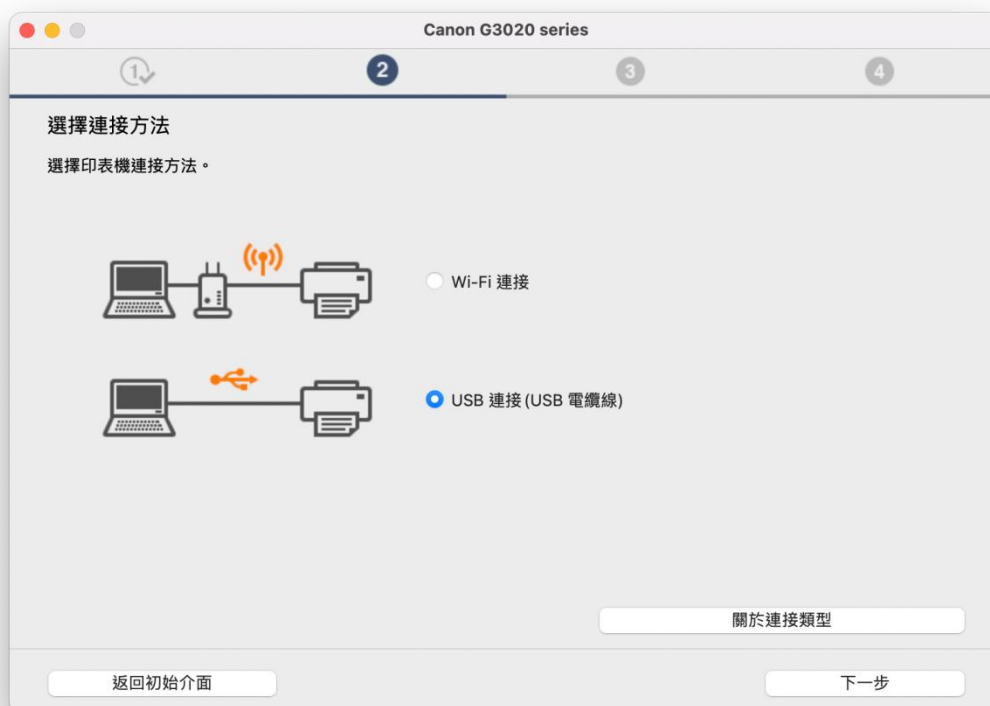 Canon G3020 series
1
2
3
4
選擇連接方法
選擇印表機連接方法。
Wi-Fi 連接
USB 連接(USB 電纜線)
關於連接類型
返回初始介面
下一步